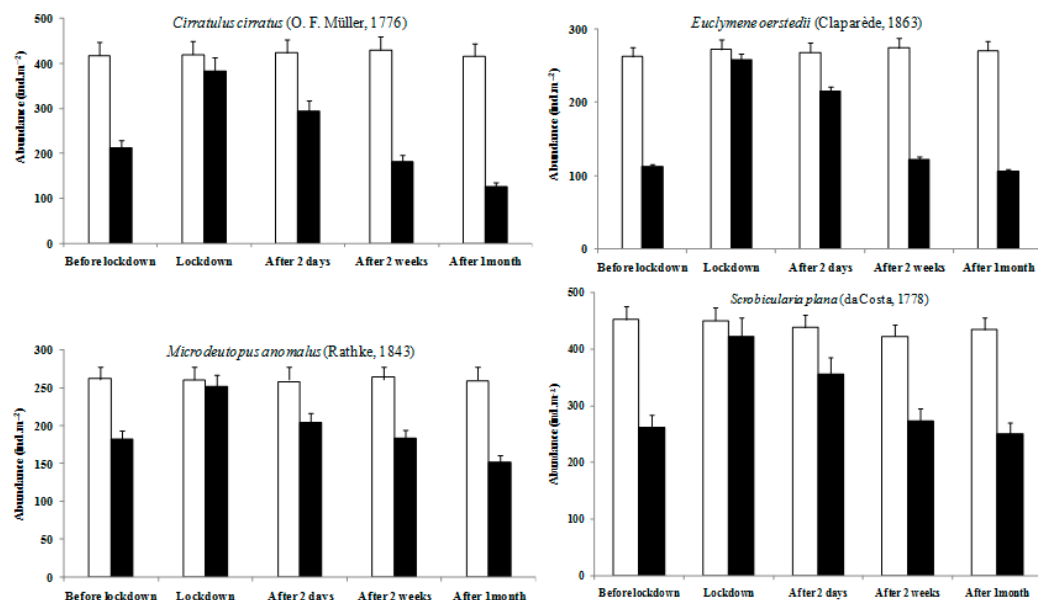 Cirratulus cirratus (O. F. Müller, 1776)
Abundance (ind.m⁻²)
500
400
300
200
100
0
Before lockdown Lockdown After 2 days After 2 weeks After 1month
Euclymene oerstedii (Claparède, 1863)
Abundance (ind.m⁻²)
300
200
100
0
Before lockdown Lockdown After 2 days After 2 weeks After 1month
Microdeutopus anomalus (Rathke, 1843)
Abundance (ind.m⁻²)
300
250
200
150
100
50
0
Before lockdown Lockdown After 2 days After 2 weeks After 1month
Scrobicularia plana (da Costa, 1778)
Abundance (ind.m⁻²)
500
400
300
200
100
0
Before lockdown Lockdown After 2 days After 2 weeks After 1month